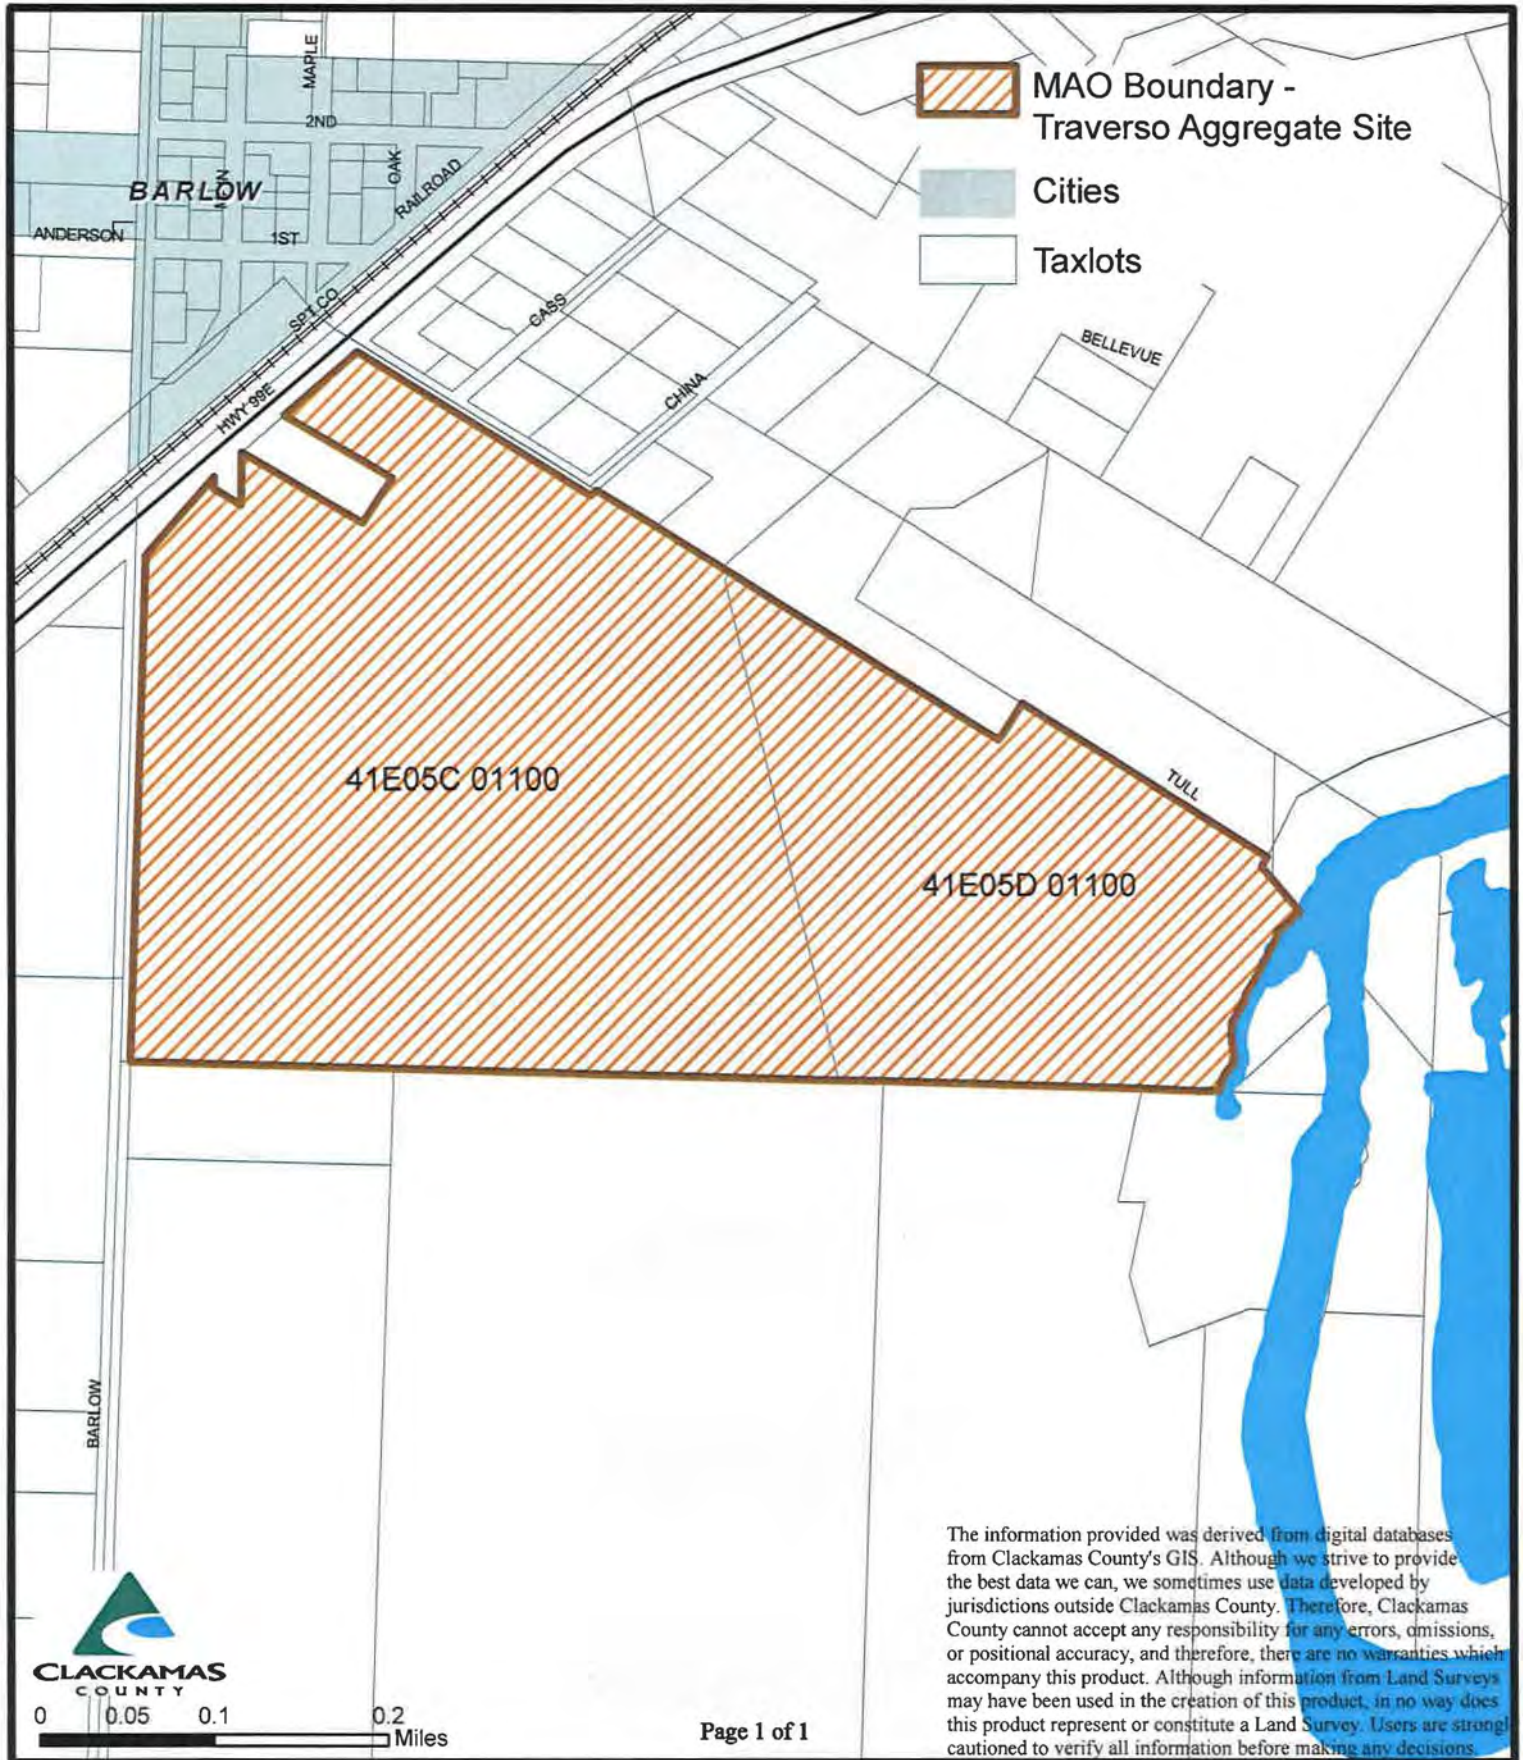 MAO Boundary -
Traverso Aggregate Site
Cities
Taxlots
MAPLE
2ND
OAK
RAILROAD
BARLOW
ANDERSON
1ST
SPT CO
HWY 99E
CASS
CHINA
BELLEVUE
TULL
41E05C 01100
41E05D 01100
BARLOW
CLACKAMAS
COUNTY
0 0.05 0.1 0.2
Miles
Page 1 of 1
The information provided was derived from digital databases
from Clackamas County's GIS. Although we strive to provide
the best data we can, we sometimes use data developed by
jurisdictions outside Clackamas County. Therefore, Clackamas
County cannot accept any responsibility for any errors, omissions,
or positional accuracy, and therefore, there are no warranties which
accompany this product. Although information from Land Surveys
may have been used in the creation of this product, in no way does
this product represent or constitute a Land Survey. Users are strongl
cautioned to verify all information before making any decisions.